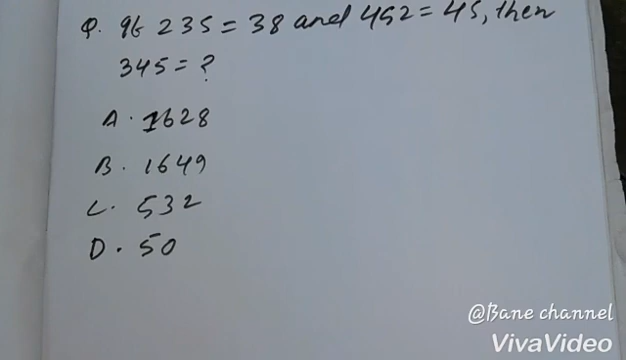 Q. If 235 = 38 and 452 = 45, then
345 = ?
A. 1628
B. 1649
C. 532
D. 50
@Bane channel
VivaVideo